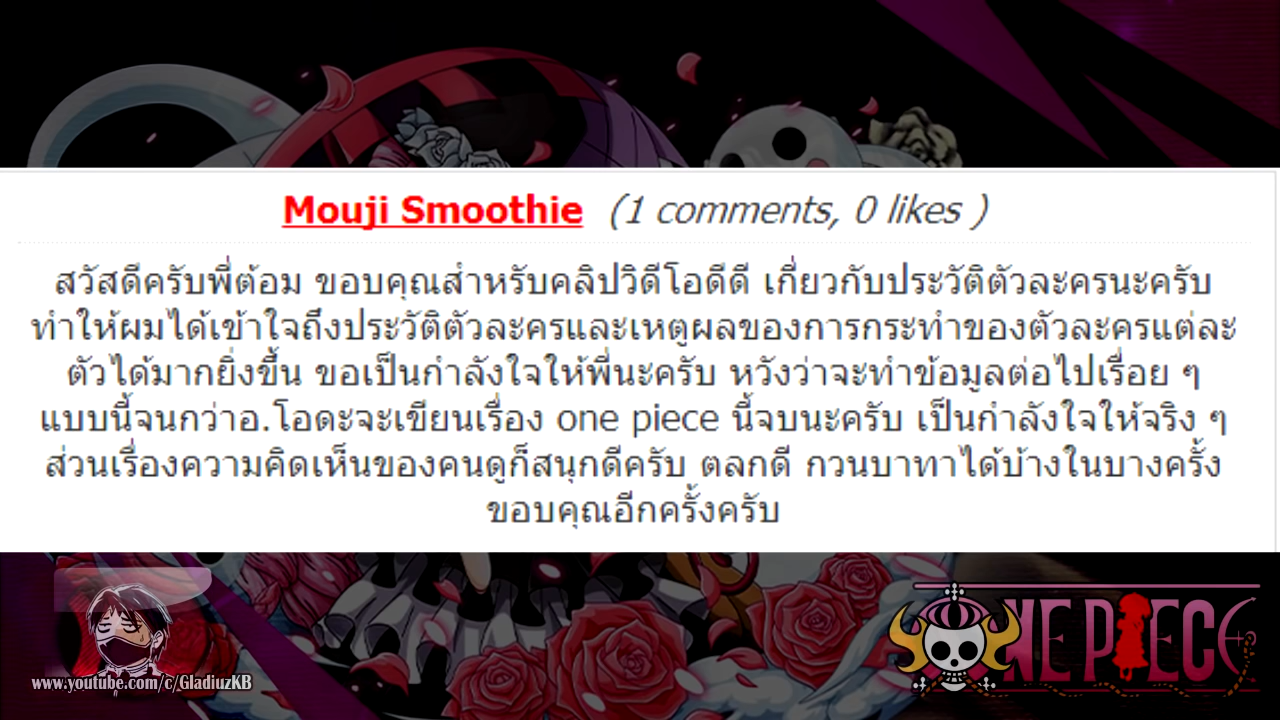 Mouji Smoothie (1 comments, 0 likes )
สวัสดีครับพี่ต้อม ขอบคุณสำหรับคลิปวิดีโอดีดี เกี่ยวกับประวัติตัวละครนะครับ
ทำให้ผมได้เข้าใจถึงประวัติตัวละครและเหตุผลของการกระทำของตัวละครแต่ละ
ตัวได้มากยิ่งขึ้น ขอเป็นกำลังใจให้พี่นะครับ หวังว่าจะทำข้อมูลต่อไปเรื่อย ๆ
แบบนี้จนกว่าอ.โอดะจะเขียนเรื่อง one piece นี้จบนะครับ เป็นกำลังใจให้จริง ๆ
ส่วนเรื่องความคิดเห็นของคนดูก็สนุกดีครับ ตลกดี กวนบาทาได้บ้างในบางครั้ง
ขอบคุณอีกครั้งครับ
www.youtube.com/c/GladiuzKB
ONE PIECE